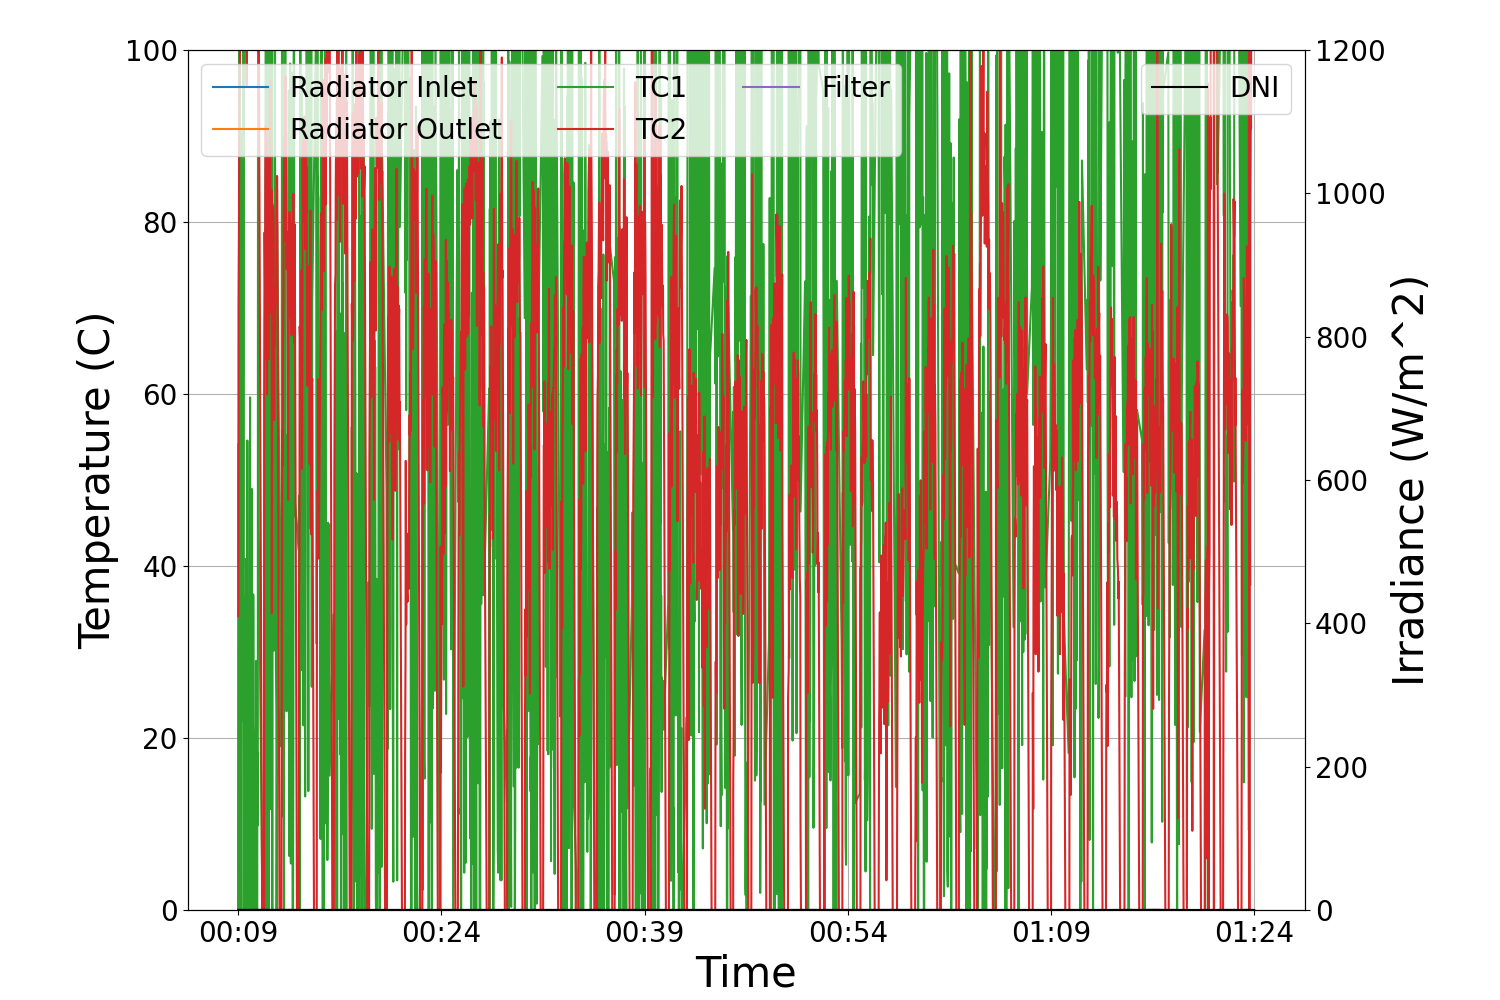 Radiator Inlet
Radiator Outlet
TC1
TC2
Filter
DNI
Temperature (C)
100
80
60
40
20
0
Irradiance (W/m^2)
1200
1000
800
600
400
200
0
00:09 00:24 00:39 00:54 01:09 01:24
Time